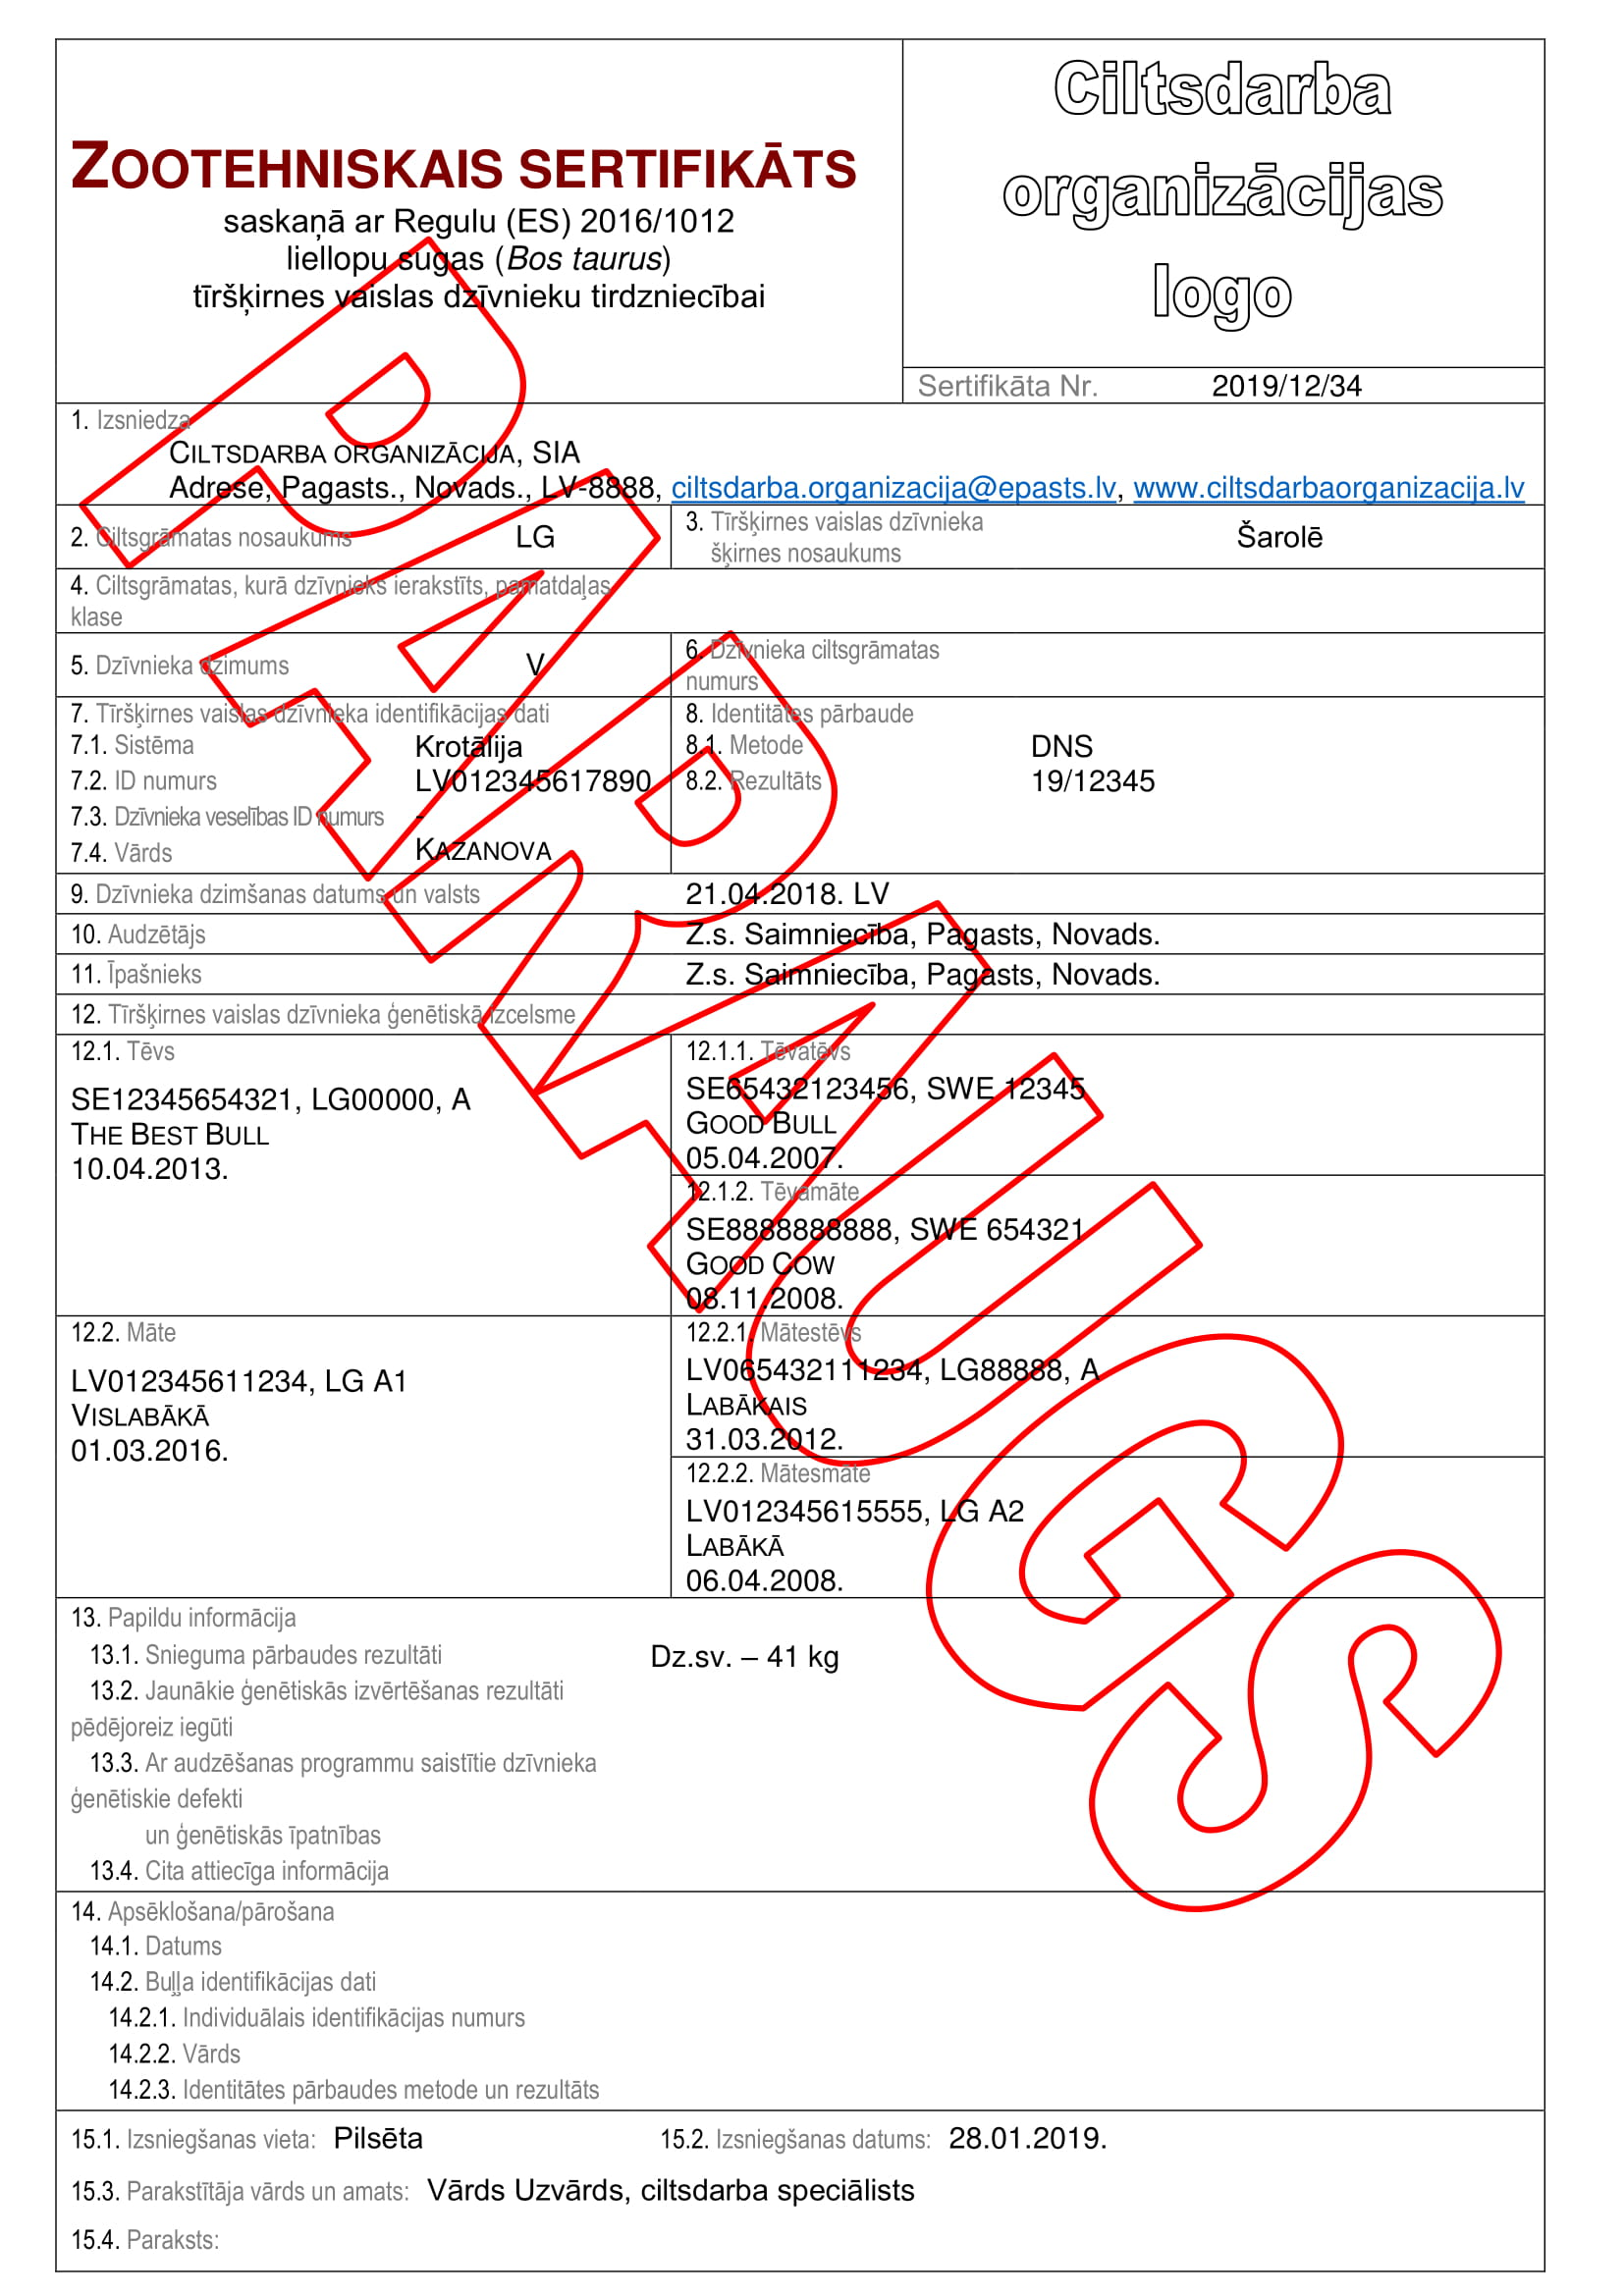 ZOOTEHNISKAIS SERTIFIKĀTS
saskaņā ar Regulu (ES) 2016/1012
liellopu sugas (Bos taurus)
tīršķirnes vaislas dzīvnieku tirdzniecībai
Ciltsdarba
organizācijas
logo
Sertifikāta Nr. 2019/12/34
1. Izsniedza
CILTSDARBA ORGANIZĀCIJA, SIA
Adrese, Pagasts., Novads., LV-8888, ciltsdarba.organizacija@epasts.lv, www.ciltsdarbaorganizacija.lv
2. Ciltsgrāmatas nosaukums LG
3. Tīršķirnes vaislas dzīvnieka
šķirnes nosaukums
Šarolē
4. Ciltsgrāmatas, kurā dzīvnieks ierakstīts, pamatdaļas
klase
5. Dzīvnieka dzimums V
6. Dzīvnieka ciltsgrāmatas
numurs
7. Tīršķirnes vaislas dzīvnieka identifikācijas dati
7.1. Sistēma Krotālija
7.2. ID numurs LV012345617890
7.3. Dzīvnieka veselības ID numurs -
7.4. Vārds KAZANOVA
8. Identitātes pārbaude
8.1. Metode DNS
8.2. Rezultāts 19/12345
9. Dzīvnieka dzimšanas datums un valsts 21.04.2018. LV
10. Audzētājs Z.s. Saimniecība, Pagasts, Novads.
11. Īpašnieks Z.s. Saimniecība, Pagasts, Novads.
12. Tīršķirnes vaislas dzīvnieka ģenētiskā izcelsme
12.1. Tēvs
SE12345654321, LG00000, A
THE BEST BULL
10.04.2013.
12.1.1. Tēvatēvs
SE65432123456, SWE 12345
GOOD BULL
05.04.2007.
12.1.2. Tēvamāte
SE8888888888, SWE 654321
GOOD COW
08.11.2008.
12.2. Māte
LV012345611234, LG A1
VISLABĀKĀ
01.03.2016.
12.2.1. Mātestēvs
LV065432111234, LG88888, A
LABĀKAIS
31.03.2012.
12.2.2. Mātesmāte
LV012345615555, LG A2
LABĀKĀ
06.04.2008.
13. Papildu informācija
13.1. Snieguma pārbaudes rezultāti Dz.sv. – 41 kg
13.2. Jaunākie ģenētiskās izvērtēšanas rezultāti
pēdējoreiz iegūti
13.3. Ar audzēšanas programmu saistītie dzīvnieka
ģenētiskie defekti
un ģenētiskās īpatnības
13.4. Cita attiecīga informācija
14. Apsēklošana/pārošana
14.1. Datums
14.2. Buļļa identifikācijas dati
14.2.1. Individuālais identifikācijas numurs
14.2.2. Vārds
14.2.3. Identitātes pārbaudes metode un rezultāts
15.1. Izsniegšanas vieta: Pilsēta 15.2. Izsniegšanas datums: 28.01.2019.
15.3. Parakstītāja vārds un amats: Vārds Uzvārds, ciltsdarba speciālists
15.4. Paraksts:
PARAUGS